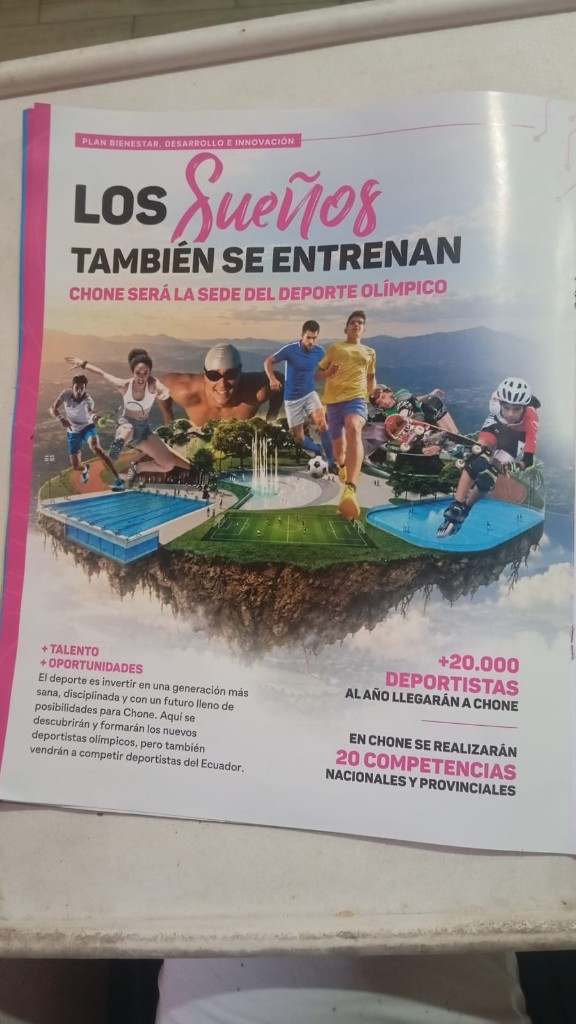 PLAN BIENESTAR, DESARROLLO E INNOVACIÓN
LOS Sueños
TAMBIÉN SE ENTRENAN
CHONE SERÁ LA SEDE DEL DEPORTE OLÍMPICO
+ TALENTO
+ OPORTUNIDADES
El deporte es invertir en una generación más
sana, disciplinada y con un futuro lleno de
posibilidades para Chone. Aquí se
descubrirán y formarán los nuevos
deportistas olímpicos, pero también
vendrán a competir deportistas del Ecuador.
+20.000
DEPORTISTAS
AL AÑO LLEGARÁN A CHONE
EN CHONE SE REALIZARÁN
20 COMPETENCIAS
NACIONALES Y PROVINCIALES